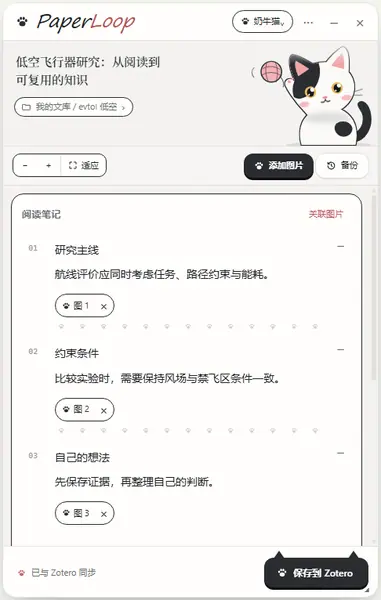 PaperLoop
奶牛猫
低空飞行器研究：从阅读到
可复用的知识
我的文库 / evtol 低空 ›
- + 适应
添加图片
备份
阅读笔记
关联图片
01 研究主线
航线评价应同时考虑任务、路径约束与能耗。
图 1 ×
02 约束条件
比较实验时，需要保持风场与禁飞区条件一致。
图 2 ×
03 自己的想法
先保存证据，再整理自己的判断。
图 3 ×
已与 Zotero 同步
保存到 Zotero